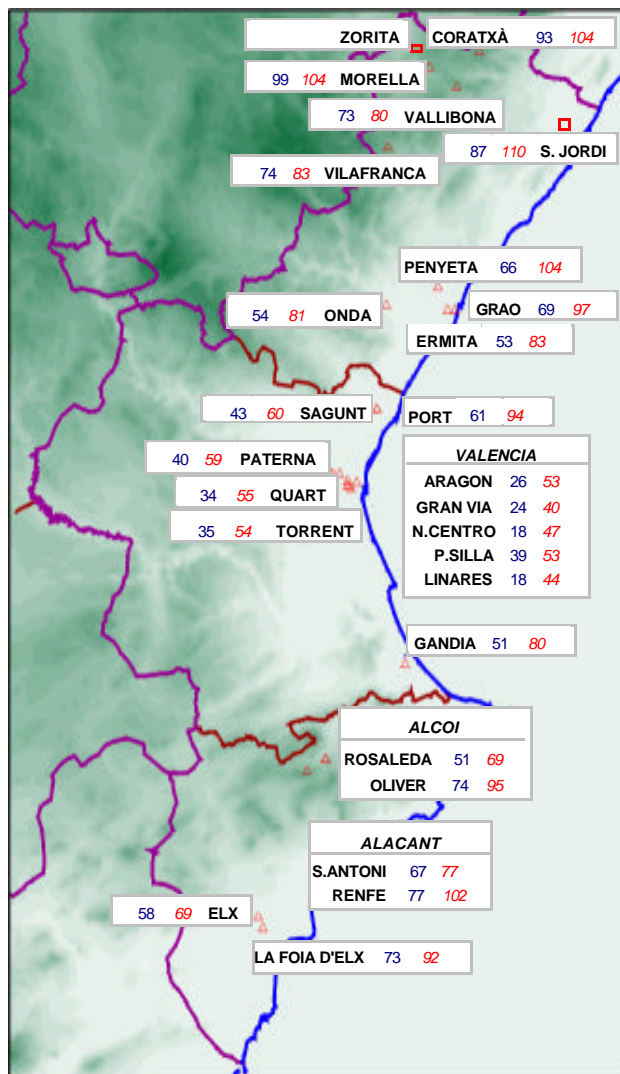 ZORITA
CORATXÀ 93 104
99 104 MORELLA
73 80 VALLIBONA
87 110 S. JORDI
74 83 VILAFRANCA
PENYETA 66 104
54 81 ONDA
GRAO 69 97
ERMITA 53 83
43 60 SAGUNT
PORT 61 94
40 59 PATERNA
34 55 QUART
35 54 TORRENT
VALENCIA
ARAGON 26 53
GRAN VIA 24 40
N.CENTRO 18 47
P.SILLA 39 53
LINARES 18 44
GANDIA 51 80
ALCOI
ROSALEDA 51 69
OLIVER 74 95
ALACANT
S.ANTONI 67 77
RENFE 77 102
58 69 ELX
LA FOIA D'ELX 73 92